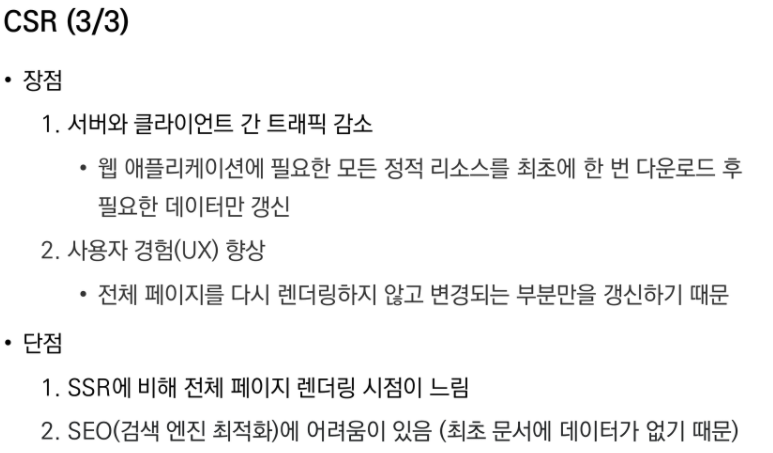 CSR (3/3)
• 장점
1. 서버와 클라이언트 간 트래픽 감소
• 웹 애플리케이션에 필요한 모든 정적 리소스를 최초에 한 번 다운로드 후
필요한 데이터만 갱신
2. 사용자 경험(UX) 향상
• 전체 페이지를 다시 렌더링하지 않고 변경되는 부분만을 갱신하기 때문
• 단점
1. SSR에 비해 전체 페이지 렌더링 시점이 느림
2. SEO(검색 엔진 최적화)에 어려움이 있음 (최초 문서에 데이터가 없기 때문)